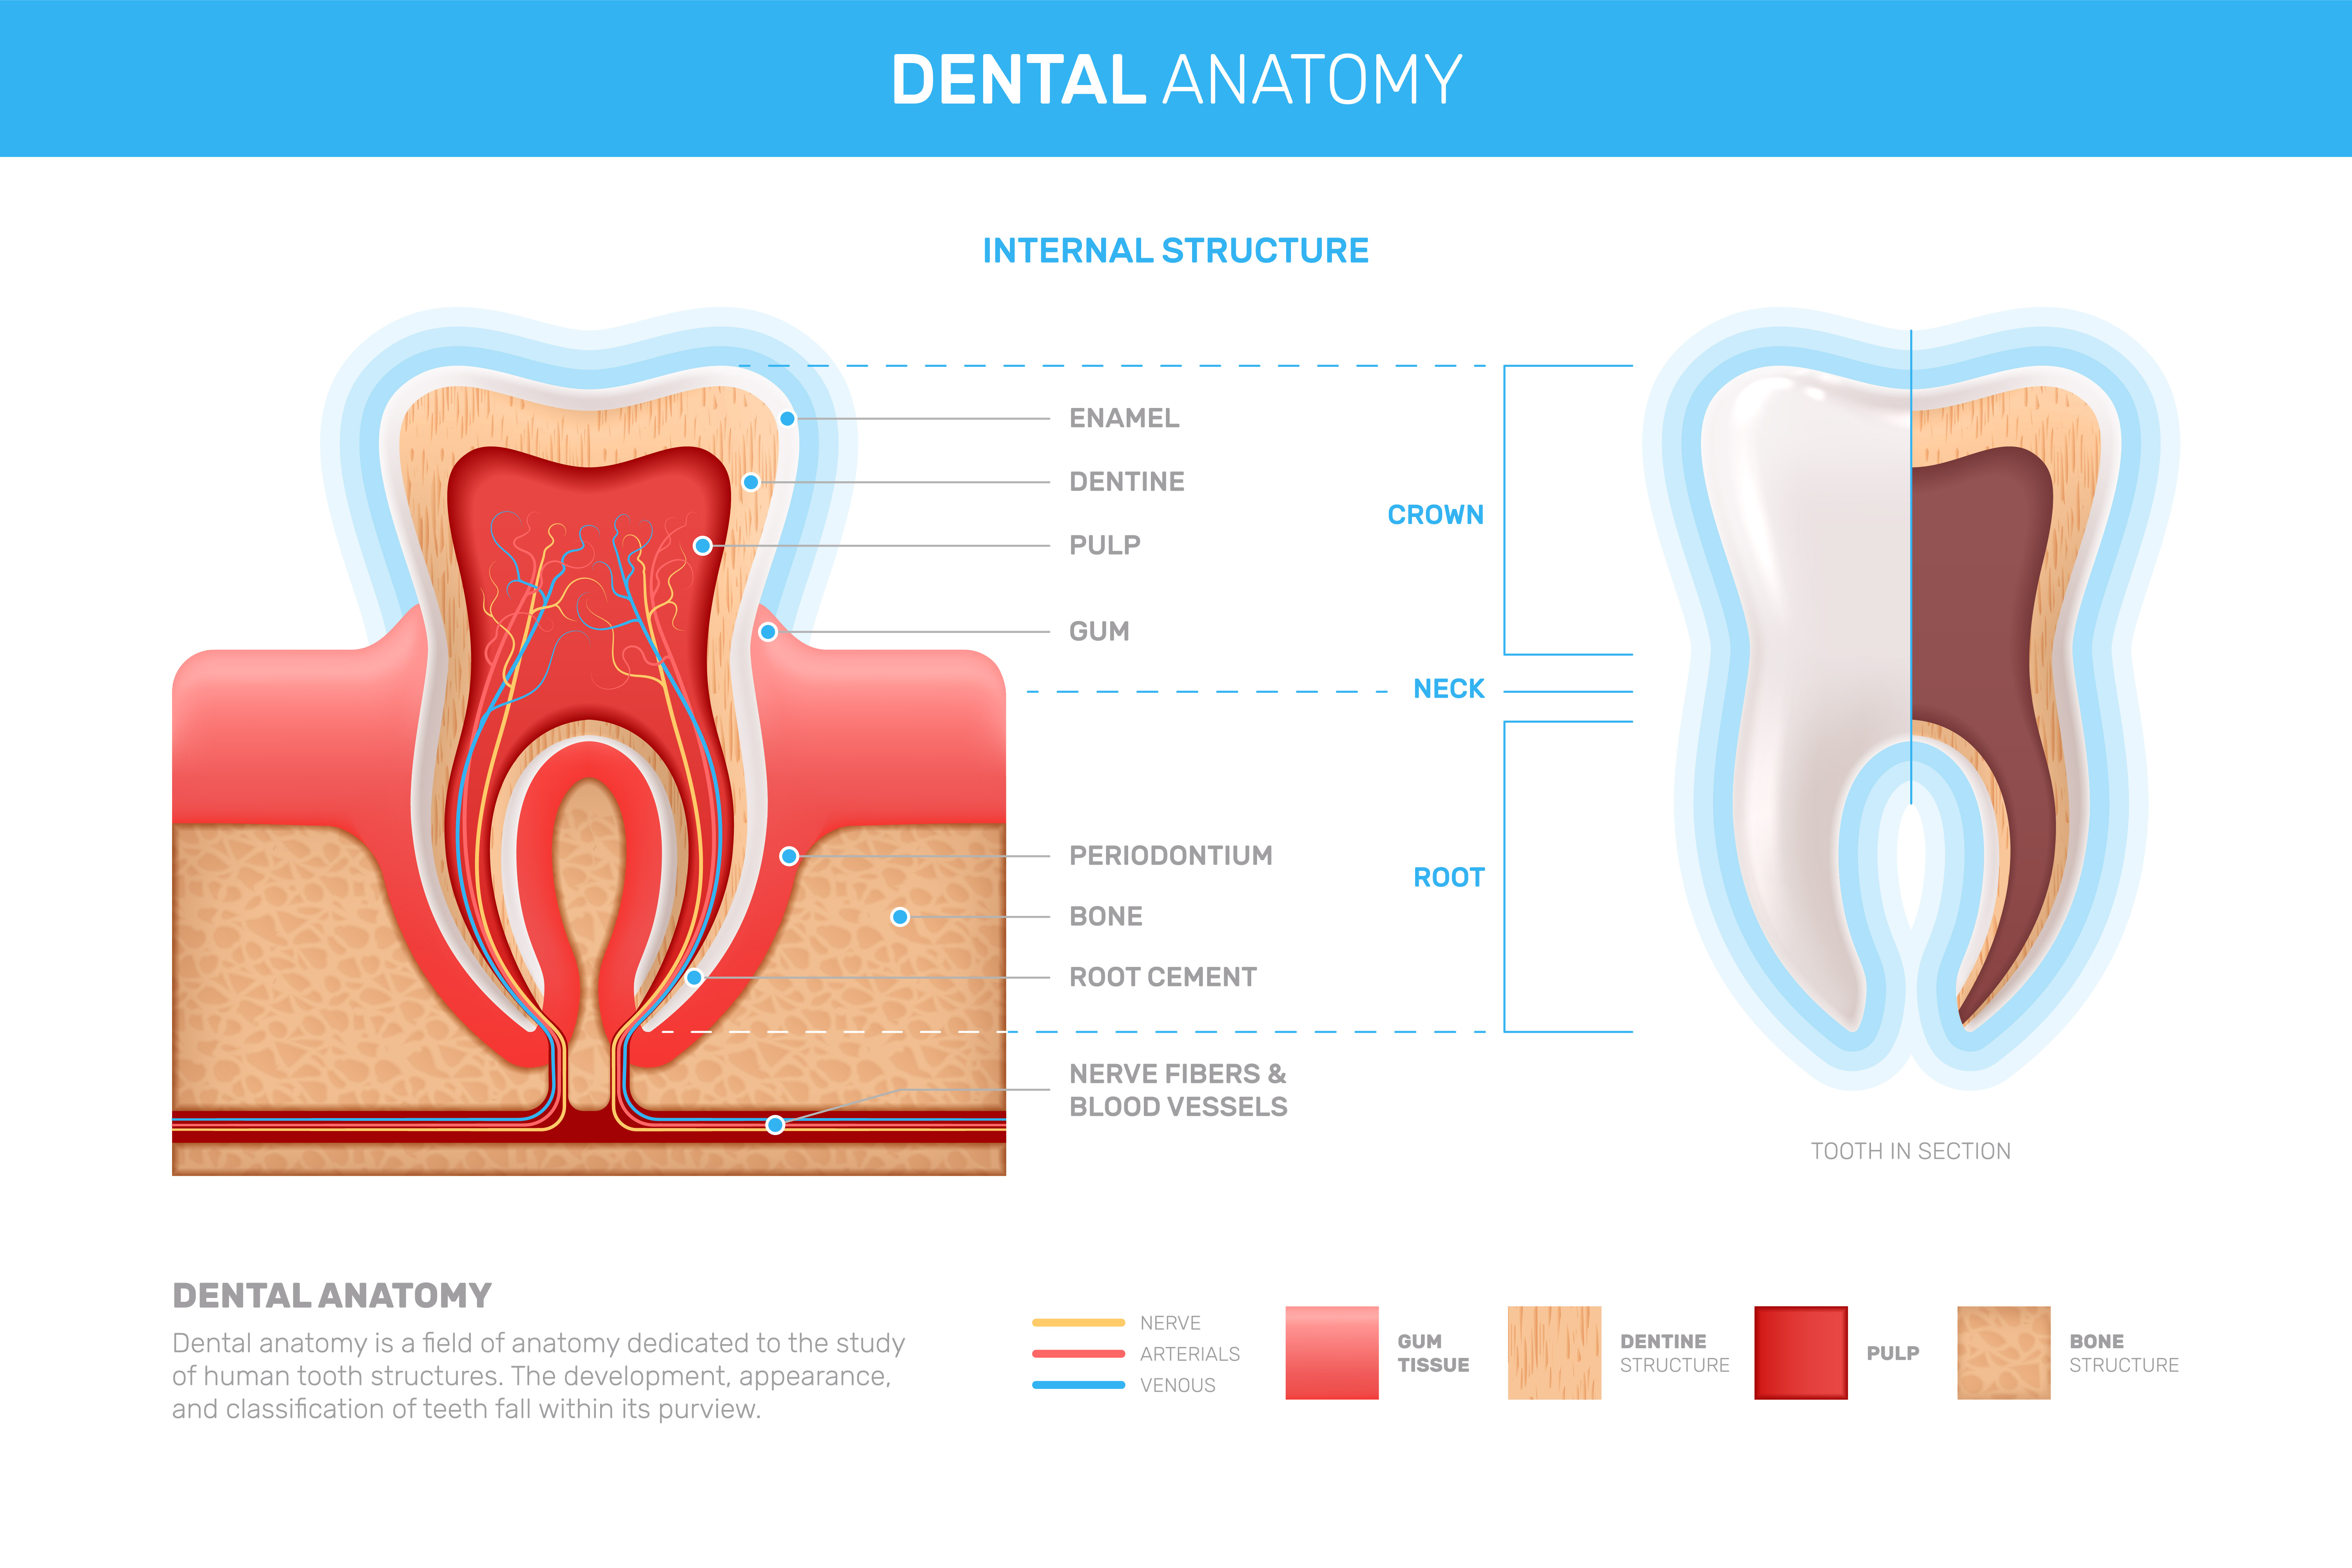 DENTAL ANATOMY
INTERNAL STRUCTURE
ENAMEL
DENTINE
PULP
GUM
PERIODONTIUM
BONE
ROOT CEMENT
NERVE FIBERS &
BLOOD VESSELS
CROWN
NECK
ROOT
TOOTH IN SECTION
DENTAL ANATOMY
Dental anatomy is a field of anatomy dedicated to the study
of human tooth structures. The development, appearance,
and classification of teeth fall within its purview.
NERVE
ARTERIALS
VENOUS
GUM
TISSUE
DENTINE
STRUCTURE
PULP
BONE
STRUCTURE